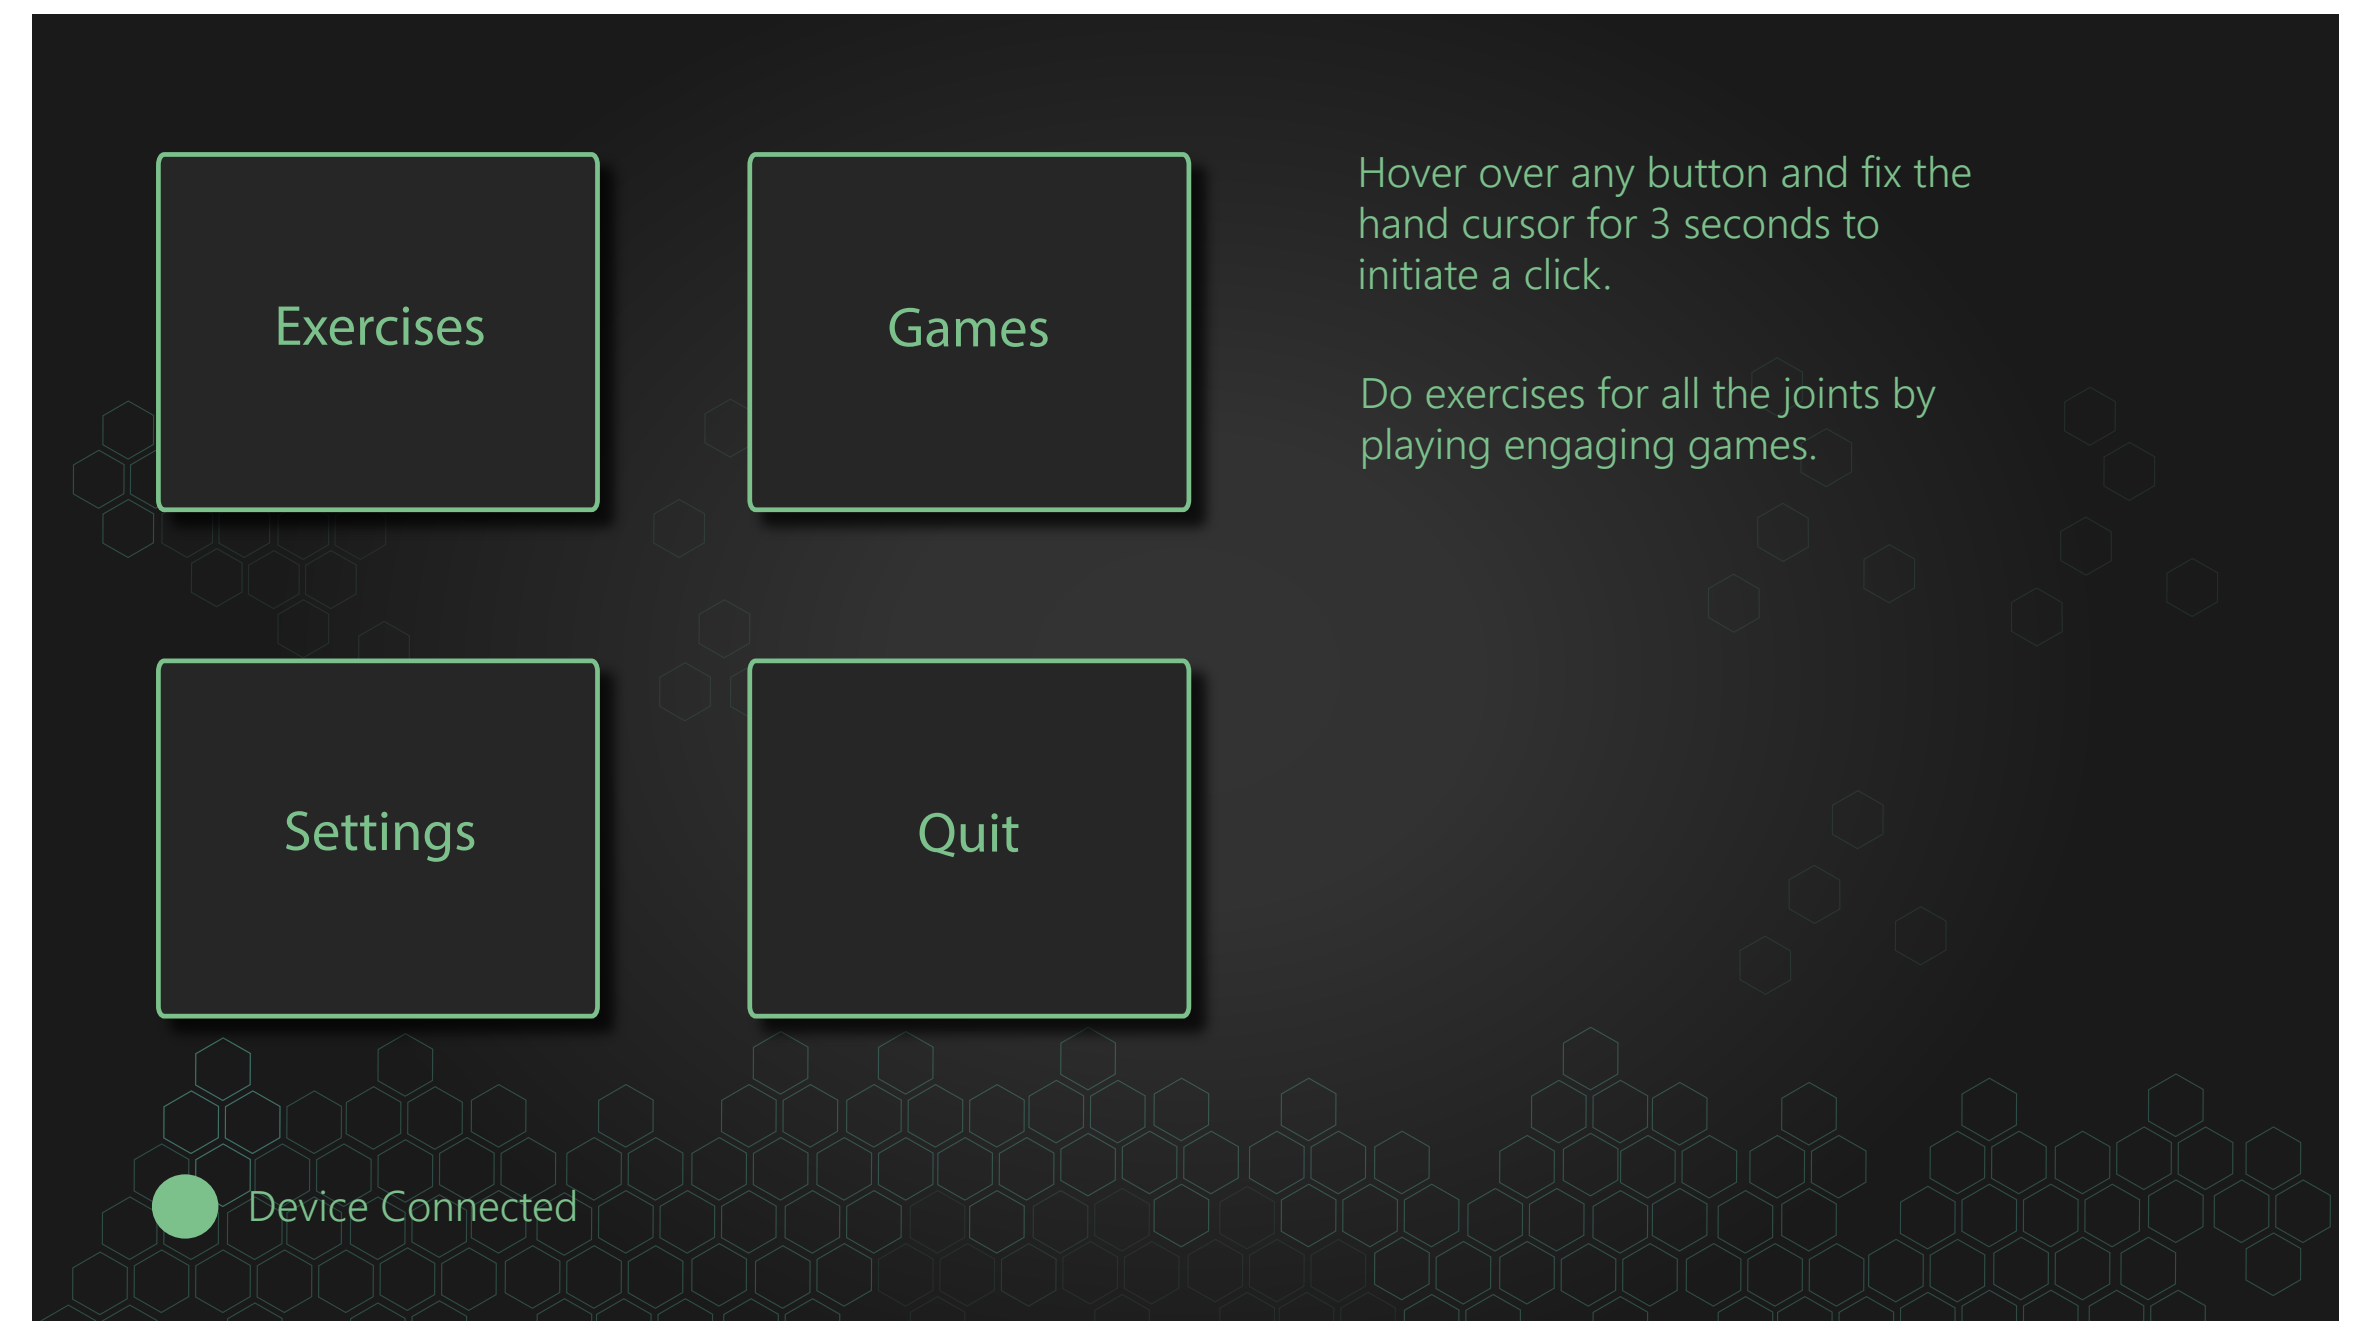 Exercises
Games
Hover over any button and fix the
hand cursor for 3 seconds to
initiate a click.
Do exercises for all the joints by
playing engaging games.
Settings
Quit
Device Connected